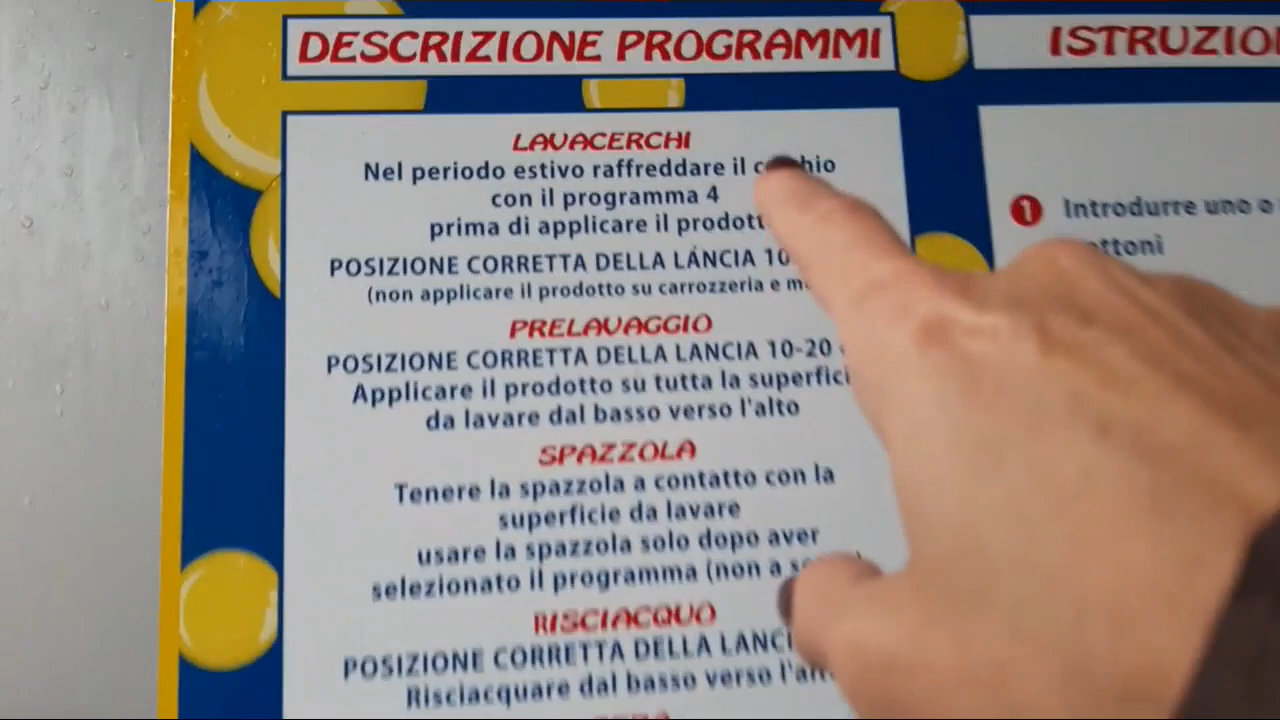 DESCRIZIONE PROGRAMMI
LAVACERCHI
Nel periodo estivo raffreddare il
con il programma 4
prima di applicare il
POSIZIONE CORRETTA DELLA LANCIA
(non applicare il prodotto su carrozzeria e
PRELAVAGGIO
POSIZIONE CORRETTA DELLA LANCIA 10-20
Applicare il prodotto su tutta la
da lavare dal basso verso l'alto
SPAZZOLA
Tenere la spazzola a contatto con la
superficie da lavare
usare la spazzola solo dopo aver
selezionato il programma (non a
RISCIACQUO
POSIZIONE CORRETTA DELLA
Risciacquare dal basso verso
1 Introdurre uno o